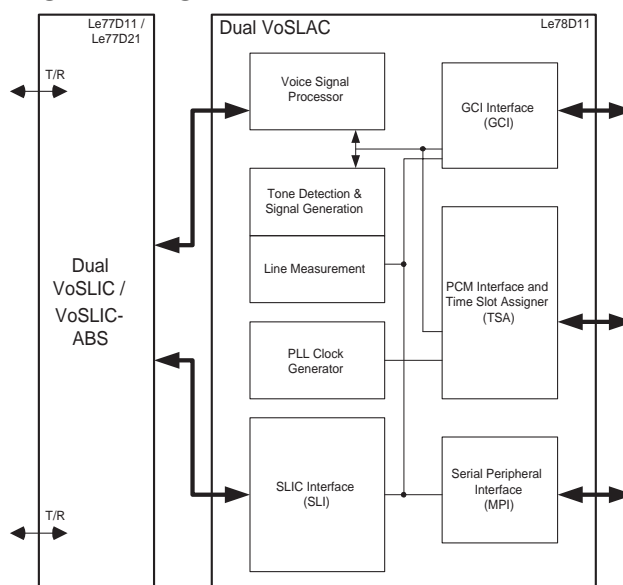 Le77D11 /
Le77D21
Dual VoSLAC
Le78D11
T/R
Voice Signal
Processor
GCI Interface
(GCI)
Tone Detection &
Signal Generation
Line Measurement
Dual
VoSLIC /
VoSLIC-
ABS
PCM Interface and
Time Slot Assigner
(TSA)
PLL Clock
Generator
SLIC Interface
(SLI)
Serial Peripheral
Interface
(MPI)
T/R